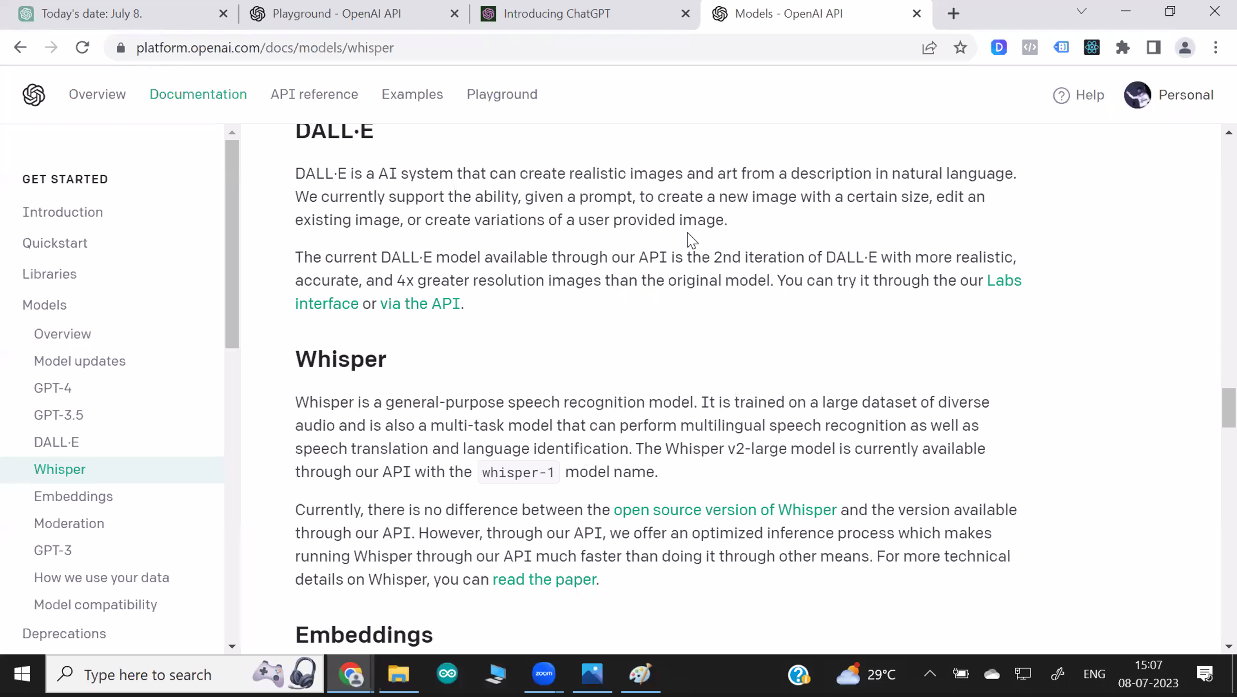 Today's date: July 8.
Playground - OpenAI API
Introducing ChatGPT
Models - OpenAI API
platform.openai.com/docs/models/whisper
Overview
Documentation
API reference
Examples
Playground
Help
Personal
GET STARTED
Introduction
Quickstart
Libraries
Models
Overview
Model updates
GPT-4
GPT-3.5
DALL·E
Whisper
Embeddings
Moderation
GPT-3
How we use your data
Model compatibility
Deprecations
DALL·E
DALL·E is a AI system that can create realistic images and art from a description in natural language.
We currently support the ability, given a prompt, to create a new image with a certain size, edit an
existing image, or create variations of a user provided image.
The current DALL·E model available through our API is the 2nd iteration of DALL·E with more realistic,
accurate, and 4x greater resolution images than the original model. You can try it through the our Labs
interface or via the API.
Whisper
Whisper is a general-purpose speech recognition model. It is trained on a large dataset of diverse
audio and is also a multi-task model that can perform multilingual speech recognition as well as
speech translation and language identification. The Whisper v2-large model is currently available
through our API with the whisper-1 model name.
Currently, there is no difference between the open source version of Whisper and the version available
through our API. However, through our API, we offer an optimized inference process which makes
running Whisper through our API much faster than doing it through other means. For more technical
details on Whisper, you can read the paper.
Embeddings
Type here to search
zoom
29°C
ENG
15:07
08-07-2023